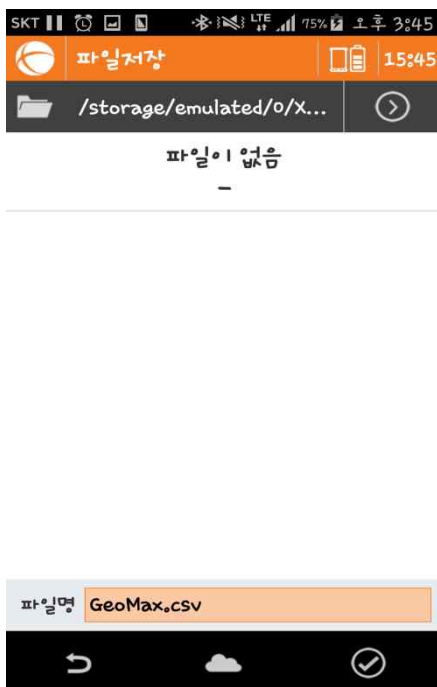 SKT LTE 75% 오후 3:45
파일저장 15:45
/storage/emulated/0/X...
파일이 없음
-
파일명 GeoMax.csv